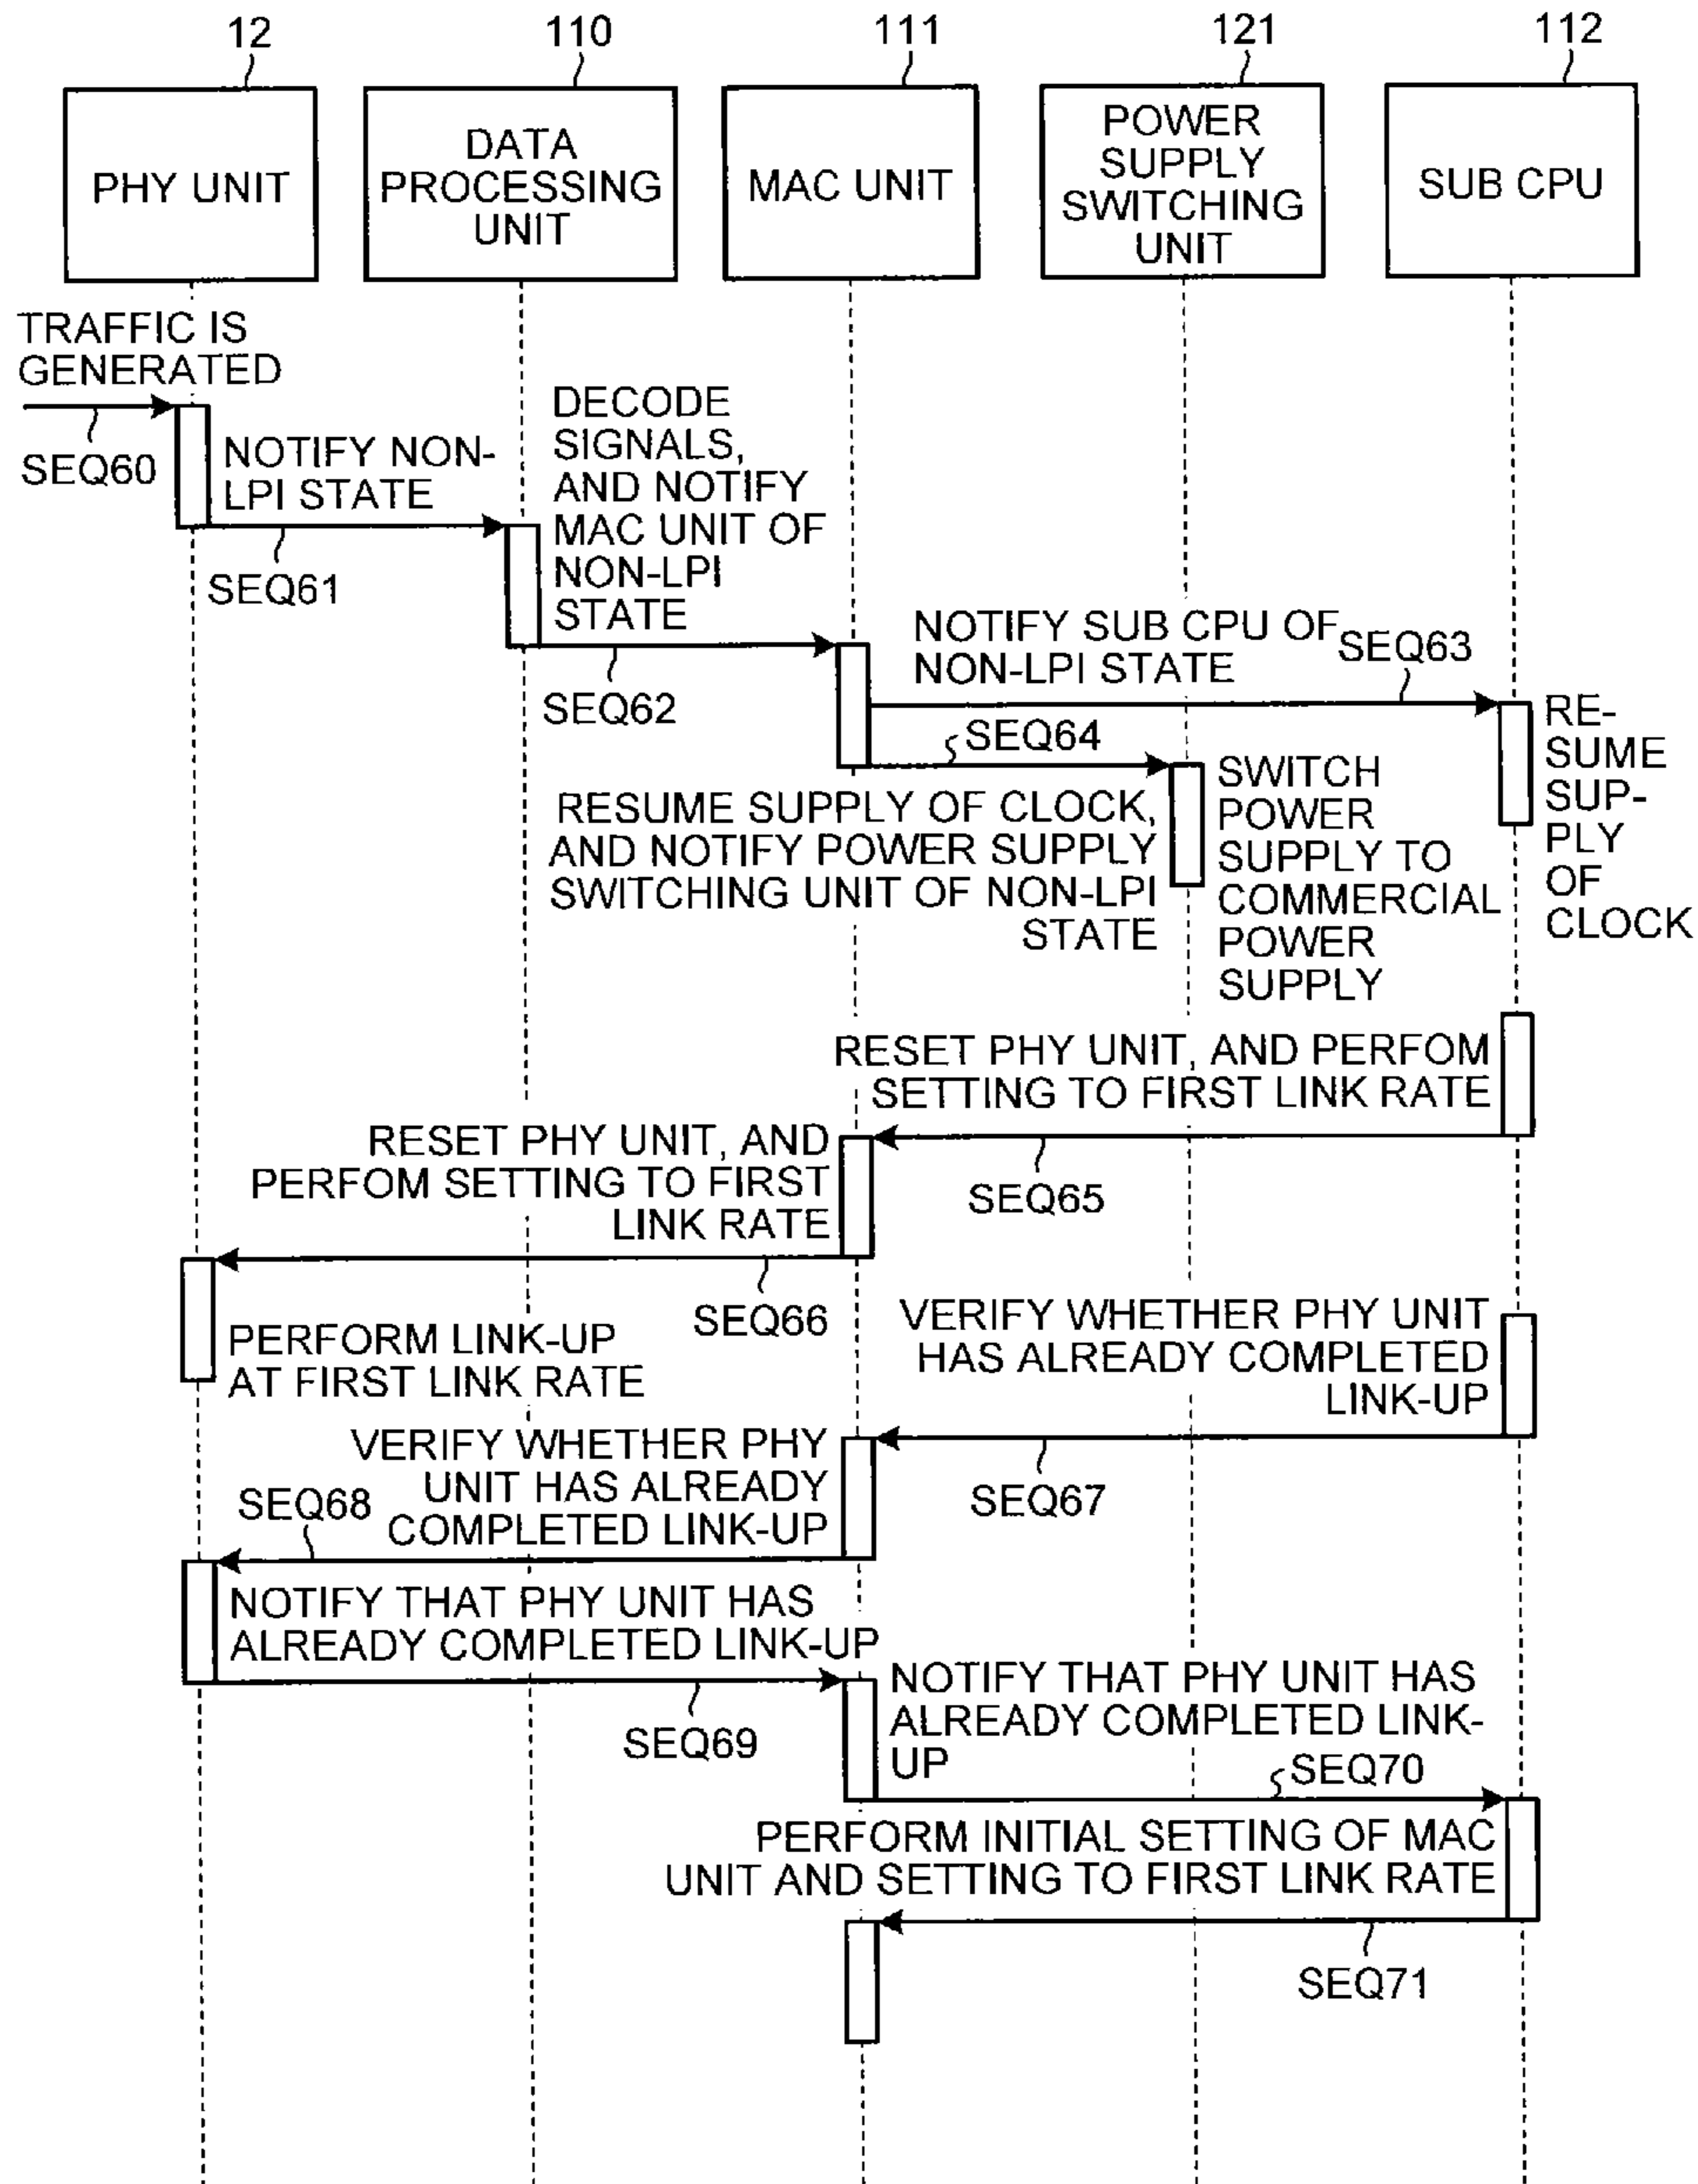 12
110
111
121
112
PHY UNIT
DATA
PROCESSING
UNIT
MAC UNIT
POWER
SUPPLY
SWITCHING
UNIT
SUB CPU
TRAFFIC IS
GENERATED
SEQ60
NOTIFY NON-
LPI STATE
SEQ61
DECODE
SIGNALS,
AND NOTIFY
MAC UNIT OF
NON-LPI
STATE
SEQ62
NOTIFY SUB CPU OF
NON-LPI STATE
SEQ63
RE-
SUME
SUP-
PLY
OF
CLOCK
SEQ64
RESUME SUPPLY OF CLOCK,
AND NOTIFY POWER SUPPLY
SWITCHING UNIT OF NON-LPI
STATE
SWITCH
POWER
SUPPLY TO
COMMERCIAL
POWER
SUPPLY
RESET PHY UNIT, AND PERFOM
SETTING TO FIRST LINK RATE
SEQ65
RESET PHY UNIT, AND
PERFOM SETTING TO FIRST
LINK RATE
SEQ66
PERFORM LINK-UP
AT FIRST LINK RATE
VERIFY WHETHER PHY UNIT
HAS ALREADY COMPLETED
LINK-UP
SEQ67
VERIFY WHETHER PHY
UNIT HAS ALREADY
COMPLETED LINK-UP
SEQ68
NOTIFY THAT PHY UNIT HAS
ALREADY COMPLETED LINK-UP
SEQ69
NOTIFY THAT PHY UNIT HAS
ALREADY COMPLETED LINK-
UP
SEQ70
PERFORM INITIAL SETTING OF MAC
UNIT AND SETTING TO FIRST LINK RATE
SEQ71